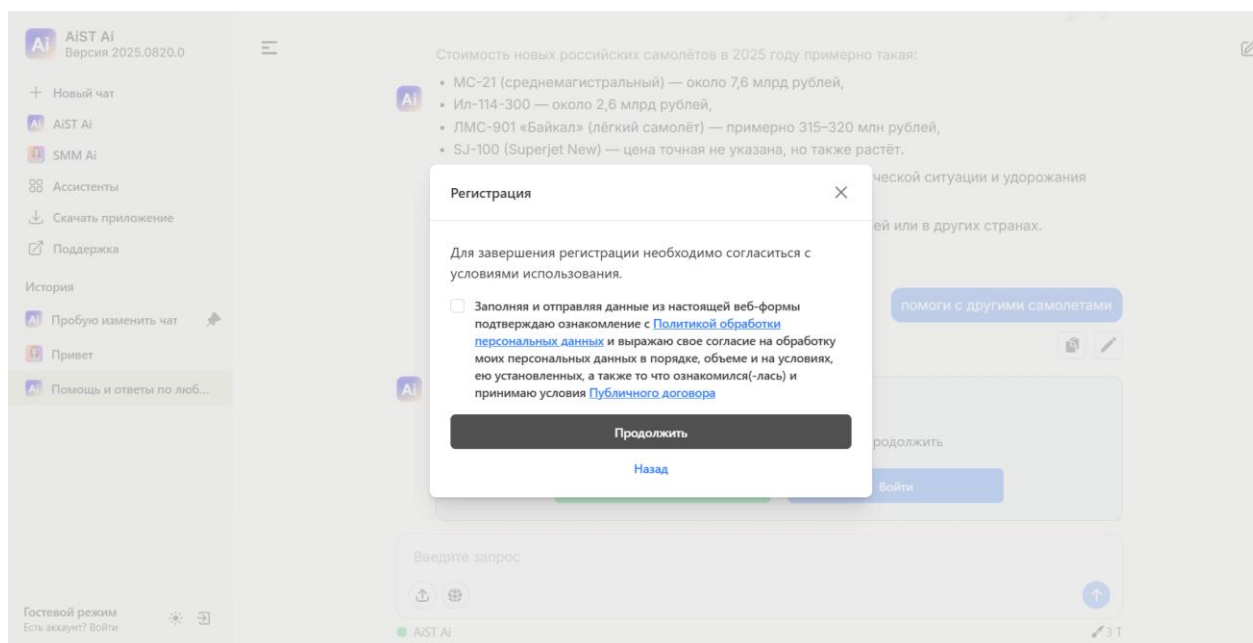 AiST Ai
Версия 2025.0820.0
Новый чат
AiST Ai
SMM Ai
Ассистенты
Скачать приложение
Поддержка
История
Пробую изменить чат
Привет
Помощь и ответы по люб...
Гостевой режим
Есть аккаунт? Войти
Стоимость новых российских самолётов в 2025 году примерно такая:
• МС-21 (среднемагистральный) — около 7,6 млрд рублей,
• Ил-114-300 — около 2,6 млрд рублей,
• ЛМС-901 «Байкал» (лёгкий самолёт) — примерно 315–320 млн рублей,
• SJ-100 (Superjet New) — цена точная не указана, но также растёт.
ческой ситуации и удорожания
ей или в других странах.
помоги с другими самолетами
Регистрация
Для завершения регистрации необходимо согласиться с
условиями использования.
Заполняя и отправляя данные из настоящей веб-формы
подтверждаю ознакомление с Политикой обработки
персональных данных и выражаю свое согласие на обработку
моих персональных данных в порядке, объеме и на условиях,
ею установленных, а также то что ознакомился(-лась) и
принимаю условия Публичного договора
Продолжить
Назад
родолжить
Войти
Введите запрос
AiST Ai
3 T